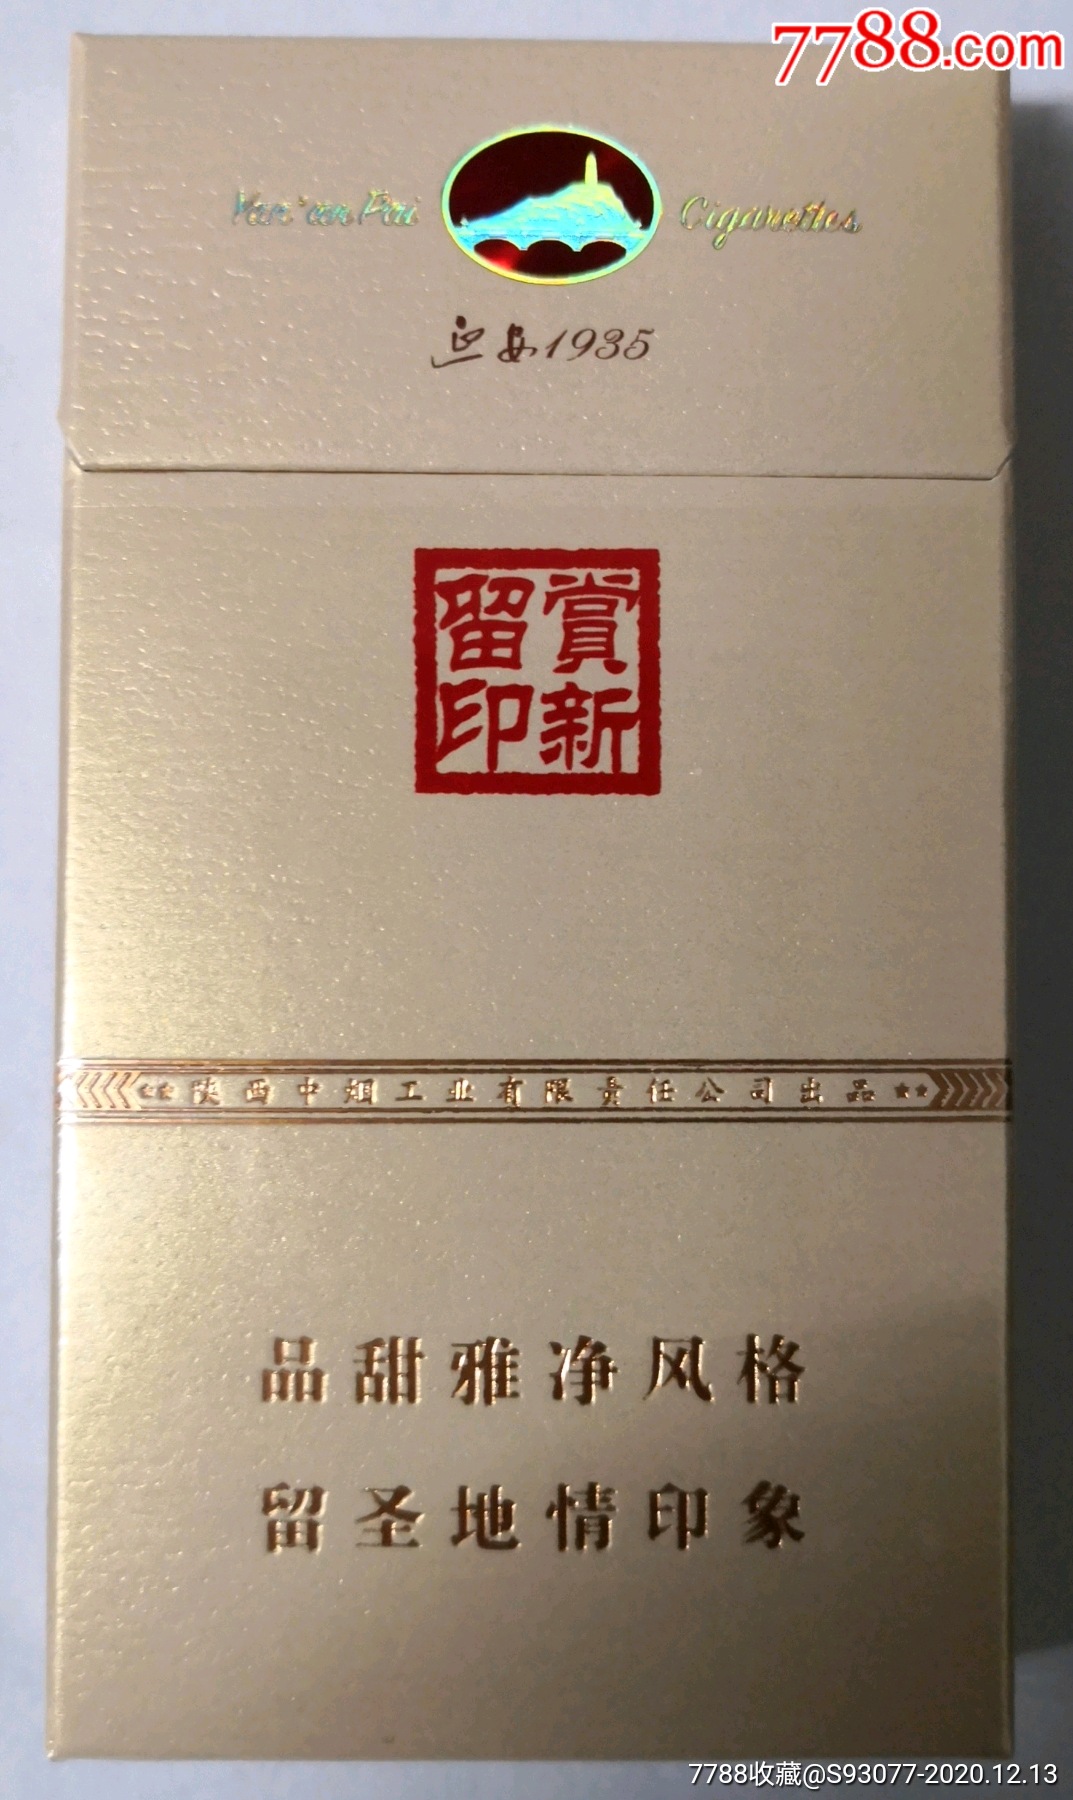 7788.com
Yan'an Pai Cigarettes
延安1935
賞新
留印
陕西中烟工业有限责任公司出品
品甜雅净风格
留圣地情印象
7788收藏@S93077-2020.12.13